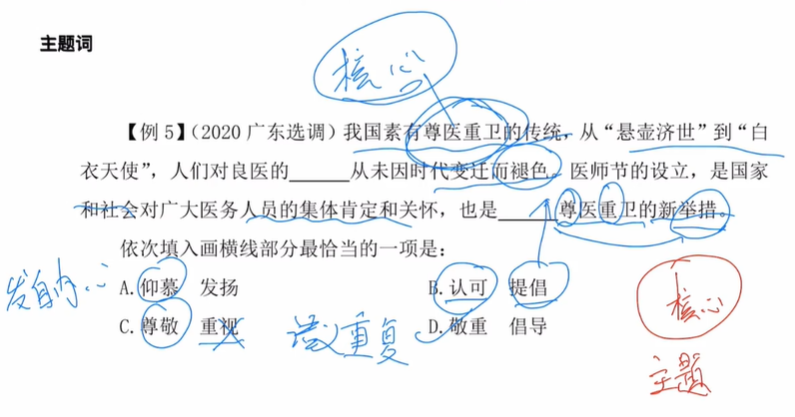 主题词
核心
【例 5】(2020 广东选调) 我国素有尊医重卫的传统，从“悬壶济世”到“白
衣天使”，人们对良医的______从未因时代变迁而褪色。医师节的设立，是国家
和社会对广大医务人员的集体肯定和关怀，也是______尊医重卫的新举措。
依次填入画横线部分最恰当的一项是：
发自内心
A. 仰慕 发扬
B. 认可 提倡
核心
C. 尊敬 重视
语义重复
D. 敬重 倡导
主题